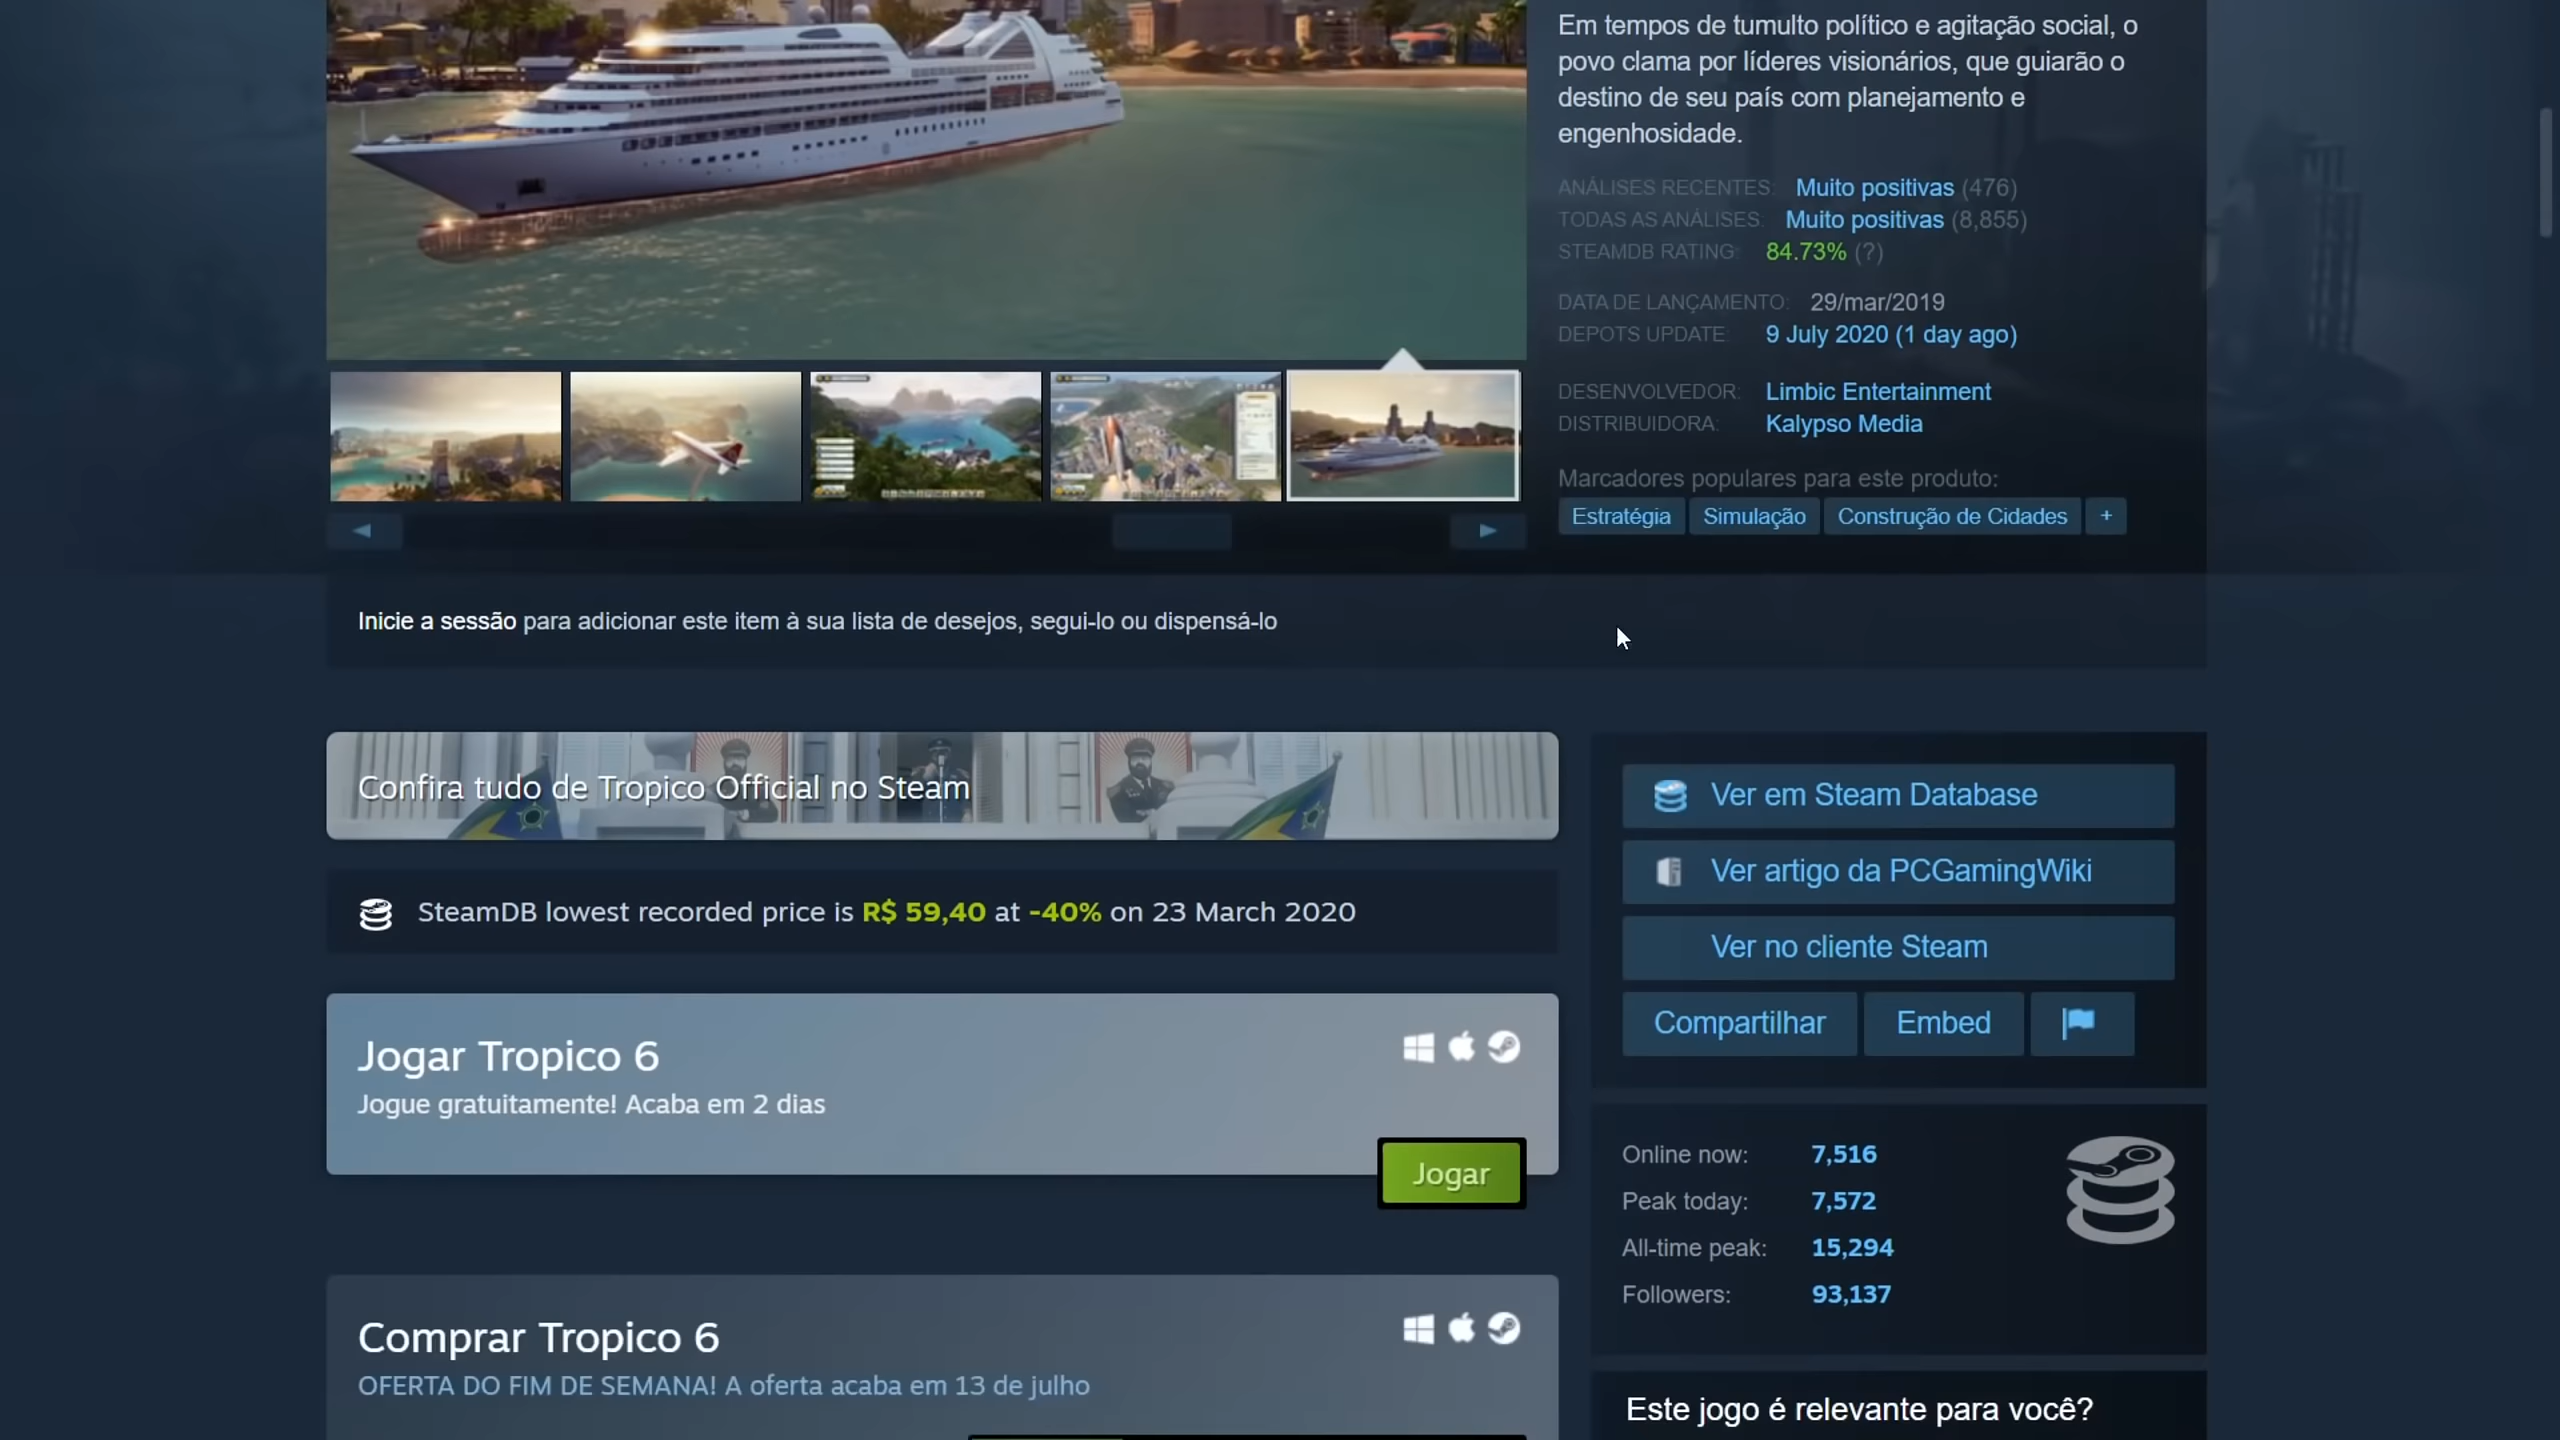 Em tempos de tumulto político e agitação social, o
povo clama por líderes visionários, que guiarão o
destino de seu país com planejamento e
engenhosidade.
ANÁLISES RECENTES: Muito positivas (476)
TODAS AS ANÁLISES: Muito positivas (8,855)
STEAMDB RATING: 84.73% (?)
DATA DE LANÇAMENTO: 29/mar/2019
DEPOTS UPDATE: 9 July 2020 (1 day ago)
DESENVOLVEDOR: Limbic Entertainment
DISTRIBUIDORA: Kalypso Media
Marcadores populares para este produto:
Estratégia Simulação Construção de Cidades +
Inicie a sessão para adicionar este item à sua lista de desejos, segui-lo ou dispensá-lo
Confira tudo de Tropico Official no Steam
SteamDB lowest recorded price is R$ 59,40 at -40% on 23 March 2020
Jogar Tropico 6
Jogue gratuitamente! Acaba em 2 dias
Jogar
Comprar Tropico 6
OFERTA DO FIM DE SEMANA! A oferta acaba em 13 de julho
Ver em Steam Database
Ver artigo da PCGamingWiki
Ver no cliente Steam
Compartilhar Embed
Online now: 7,516
Peak today: 7,572
All-time peak: 15,294
Followers: 93,137
Este jogo é relevante para você?